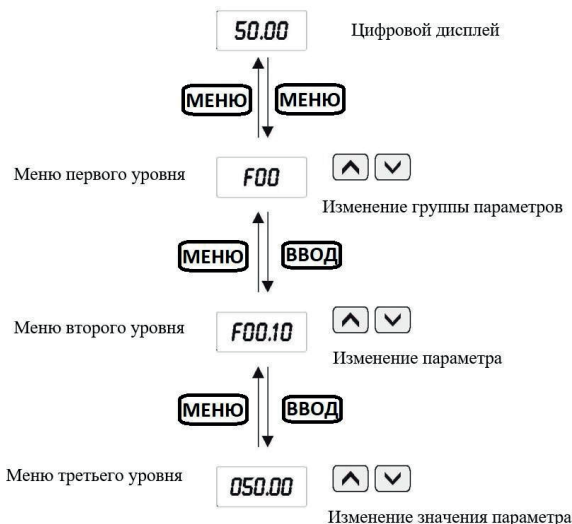 50.00 Цифровой дисплей
МЕНЮ МЕНЮ
Меню первого уровня F00
Изменение группы параметров
МЕНЮ ВВОД
Меню второго уровня F00.10
Изменение параметра
МЕНЮ ВВОД
Меню третьего уровня 050.00
Изменение значения параметра